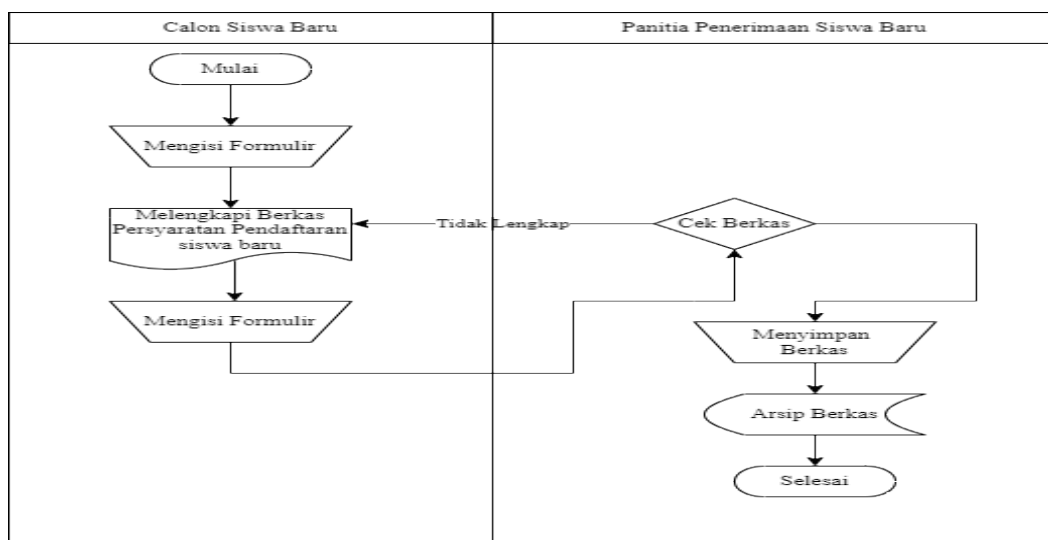 Calon Siswa Baru
Panitia Penerimaan Siswa Baru
Mulai
Mengisi Formulir
Melengkapi Berkas
Persyaratan Pendaftaran
siswa baru
Tidak Lengkap
Cek Berkas
Mengisi Formulir
Menyimpan
Berkas
Arsip Berkas
Selesai